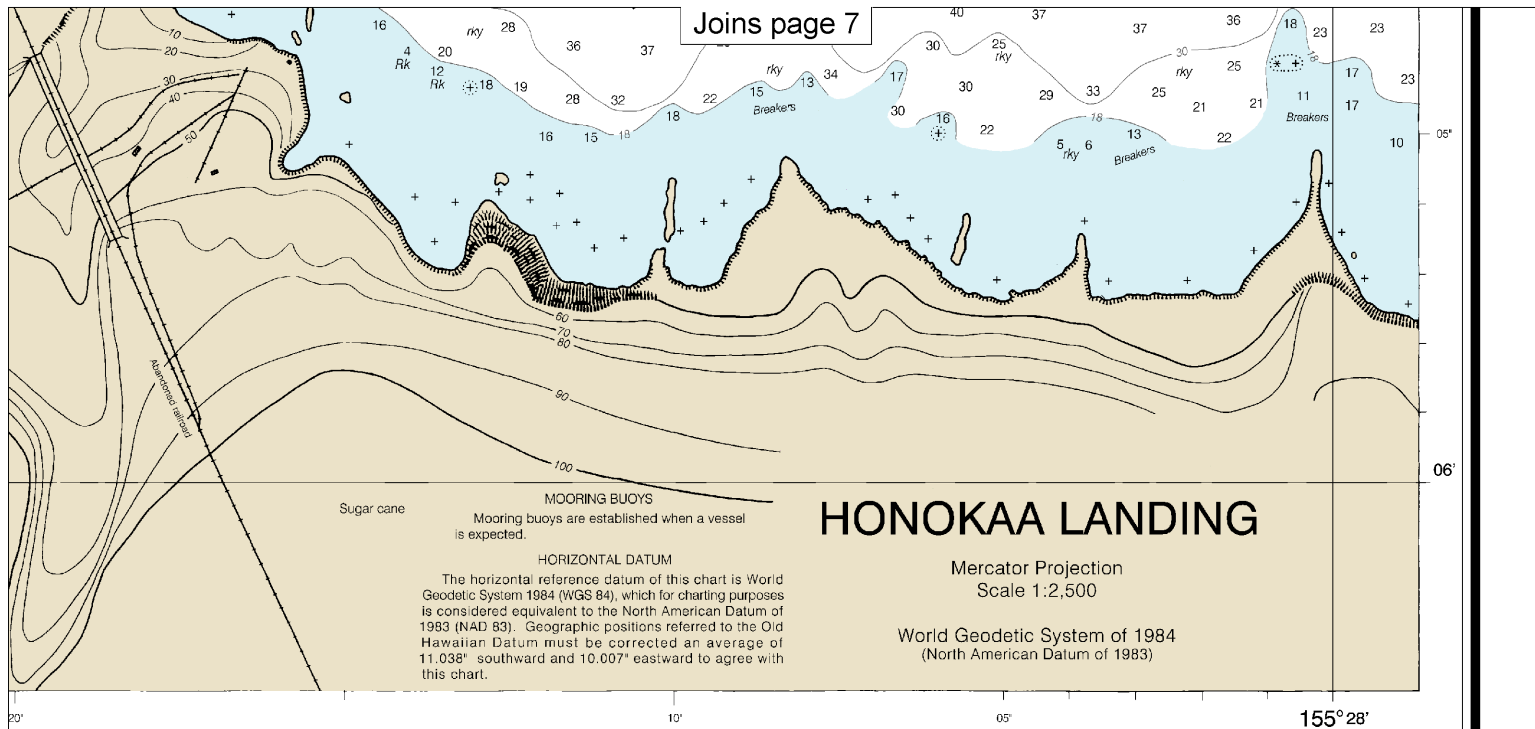 Joins page 7
16
rky
28
36
37
40
37
37
36
18
23
23
10
20
4
Rk
20
12
Rk
18
19
28
32
22
15
rky
13
34
17
30
25
rky
30
30
rky
25
18
17
23
30
40
50
16
15
18
18
Breakers
30
16
22
30
29
33
25
21
21
11
17
Breakers
05"
18
5
rky
6
13
Breakers
22
10
60
70
80
90
100
Abandoned railroad
06'
Sugar cane
MOORING BUOYS
Mooring buoys are established when a vessel
is expected.
HORIZONTAL DATUM
The horizontal reference datum of this chart is World
Geodetic System 1984 (WGS 84), which for charting purposes
is considered equivalent to the North American Datum of
1983 (NAD 83). Geographic positions referred to the Old
Hawaiian Datum must be corrected an average of
11.038" southward and 10.007" eastward to agree with
this chart.
HONOKAA LANDING
Mercator Projection
Scale 1:2,500
World Geodetic System of 1984
(North American Datum of 1983)
20'
10'
05"
155° 28'